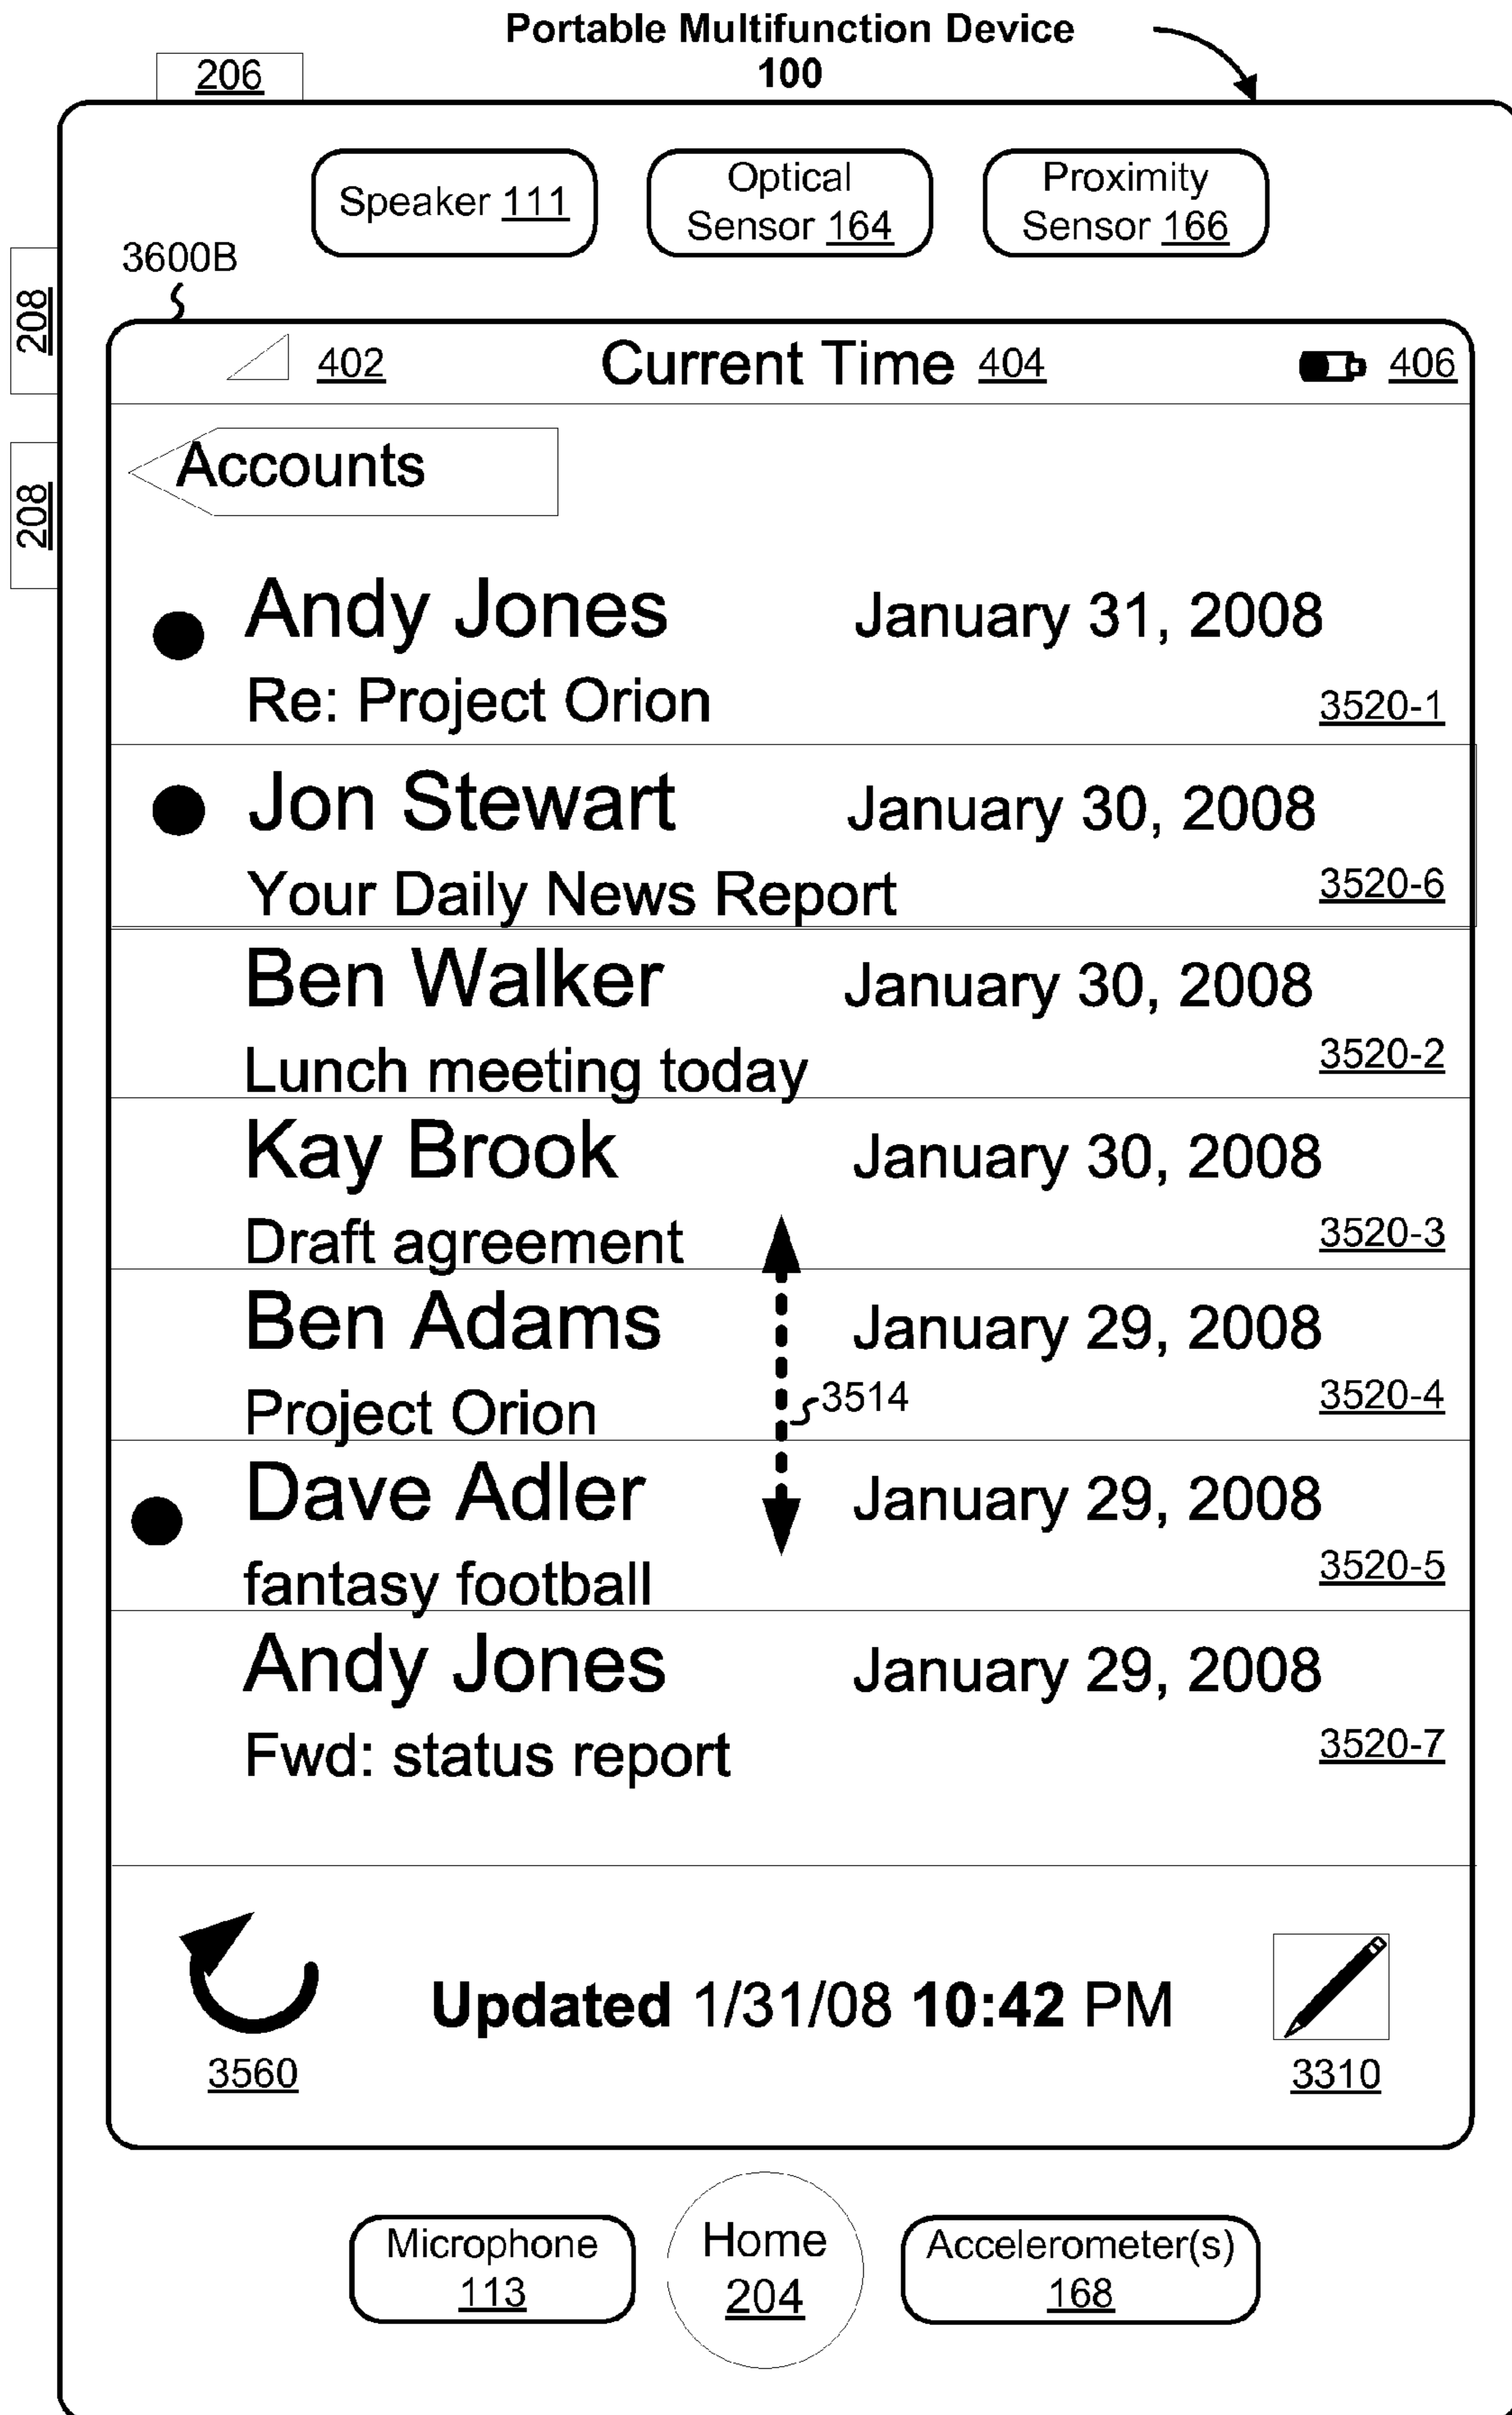 Portable Multifunction Device
100
206
Speaker 111
Optical
Sensor 164
Proximity
Sensor 166
3600B
208
208
402 Current Time 404 406
Accounts
Andy Jones January 31, 2008
Re: Project Orion 3520-1
Jon Stewart January 30, 2008
Your Daily News Report 3520-6
Ben Walker January 30, 2008
Lunch meeting today 3520-2
Kay Brook January 30, 2008
Draft agreement 3520-3
Ben Adams January 29, 2008
Project Orion 3514 3520-4
Dave Adler January 29, 2008
fantasy football 3520-5
Andy Jones January 29, 2008
Fwd: status report 3520-7
Updated 1/31/08 10:42 PM
3560 3310
Microphone
113
Home
204
Accelerometer(s)
168